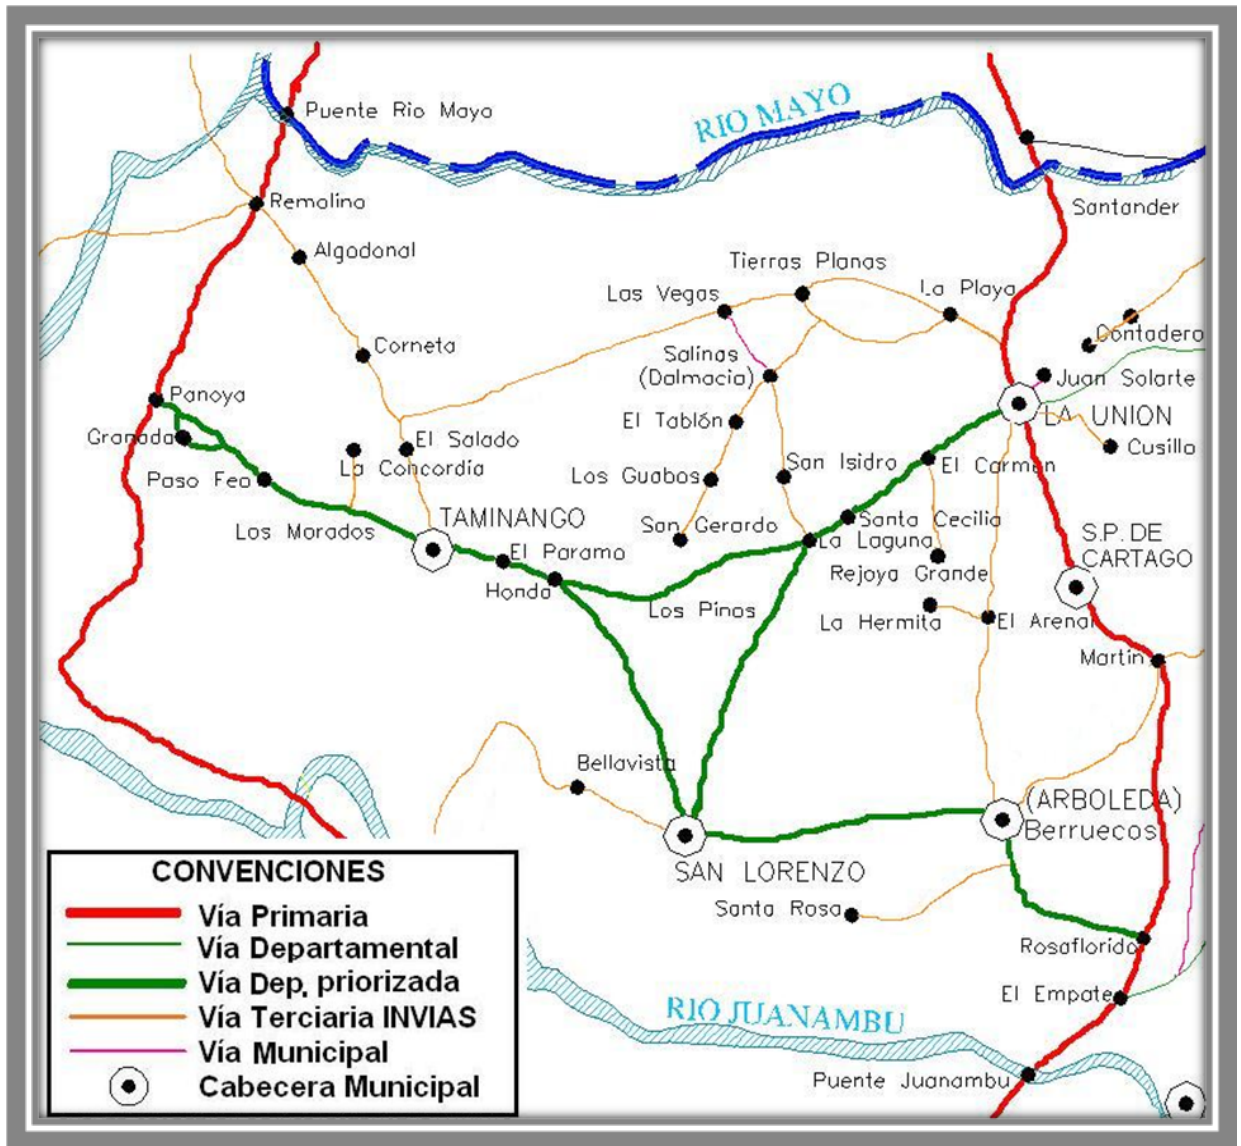 Puente Rio Mayo
RIO MAYO
Remolino
Santander
Algodonal
Tierras Planas
Las Vegas
La Playa
Contadero
Corneta
Salinas
(Dalmacia)
Juan Solarte
Panoya
LA UNION
Granada
El Salado
El Tablón
La Concordia
San Isidro
El Carmen
Cusillo
Paso Feo
Los Guabos
Los Morados
TAMINANGO
San Gerardo
Santa Cecilia
La Laguna
S.P. DE
CARTAGO
El Paramo
Rejoya Grande
Honda
Los Pinos
La Hermita
El Arenal
Martin
Bellavista
(ARBOLEDA)
Berruecos
SAN LORENZO
Santa Rosa
Rosaflorida
El Empate
RIO JUANAMBU
Puente Juanambu
CONVENCIONES
Vía Primaria
Vía Departamental
Vía Dep. priorizada
Vía Terciaria INVIAS
Vía Municipal
Cabecera Municipal